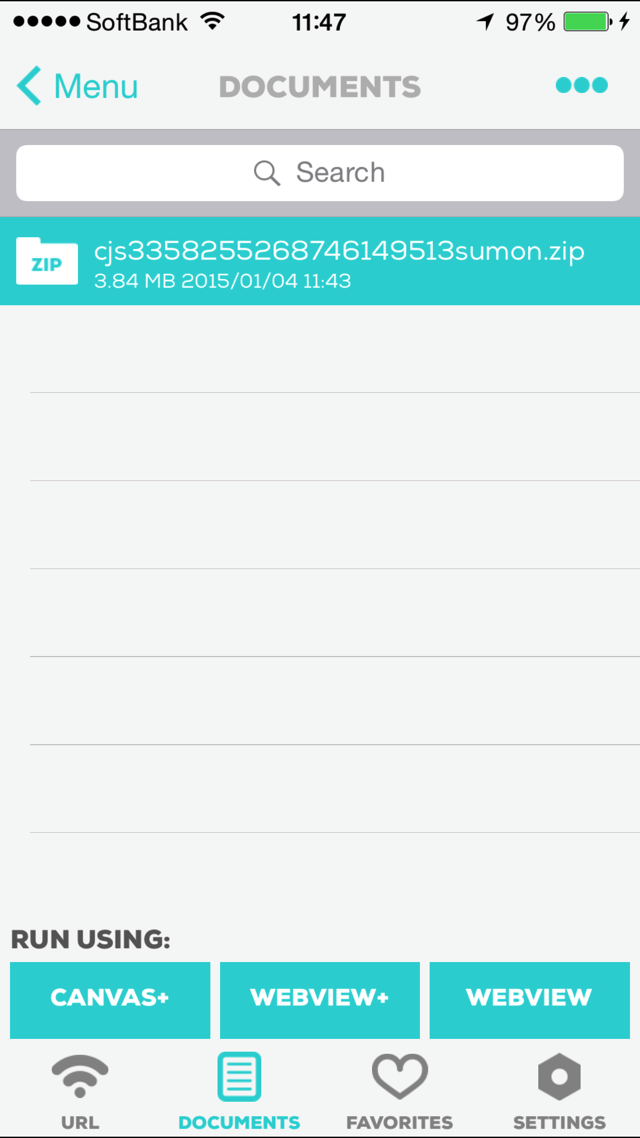 SoftBank 11:47 97%
Menu DOCUMENTS
Search
ZIP cjs3358255268746149513sumon.zip
3.84 MB 2015/01/04 11:43
RUN USING:
CANVAS+ WEBVIEW+ WEBVIEW
URL DOCUMENTS FAVORITES SETTINGS